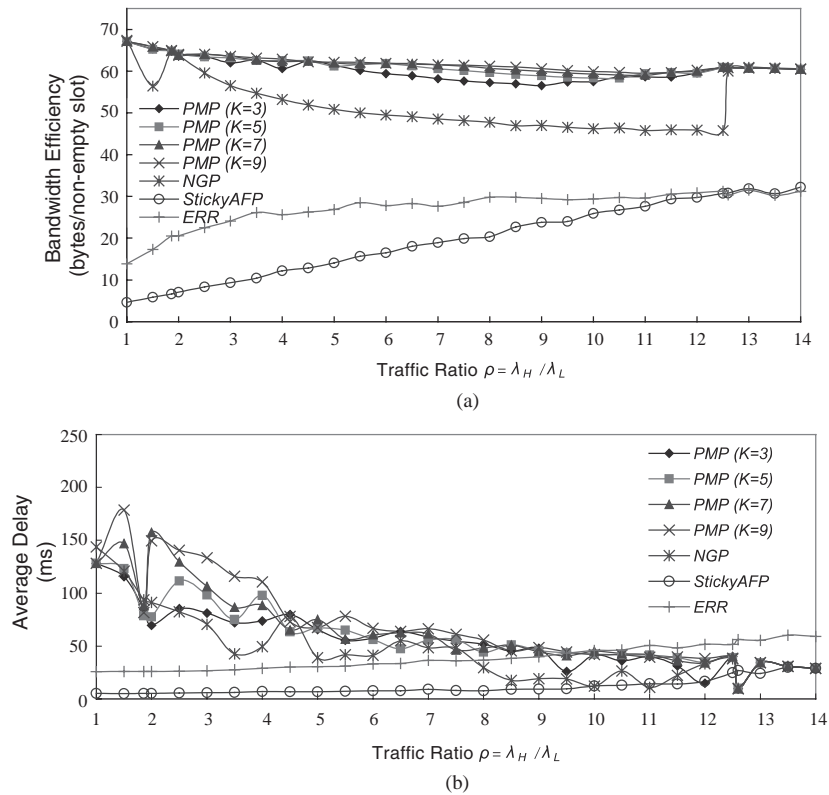 Bandwidth Efficiency
(bytes/non-empty slot)
70
60
50
40
30
20
10
0
PMP (K=3)
PMP (K=5)
PMP (K=7)
PMP (K=9)
NGP
StickyAFP
ERR
1 2 3 4 5 6 7 8 9 10 11 12 13 14
Traffic Ratio ρ = λH / λL
(a)
Average Delay
(ms)
250
200
150
100
50
0
PMP (K=3)
PMP (K=5)
PMP (K=7)
PMP (K=9)
NGP
StickyAFP
ERR
1 2 3 4 5 6 7 8 9 10 11 12 13 14
Traffic Ratio ρ = λH / λL
(b)